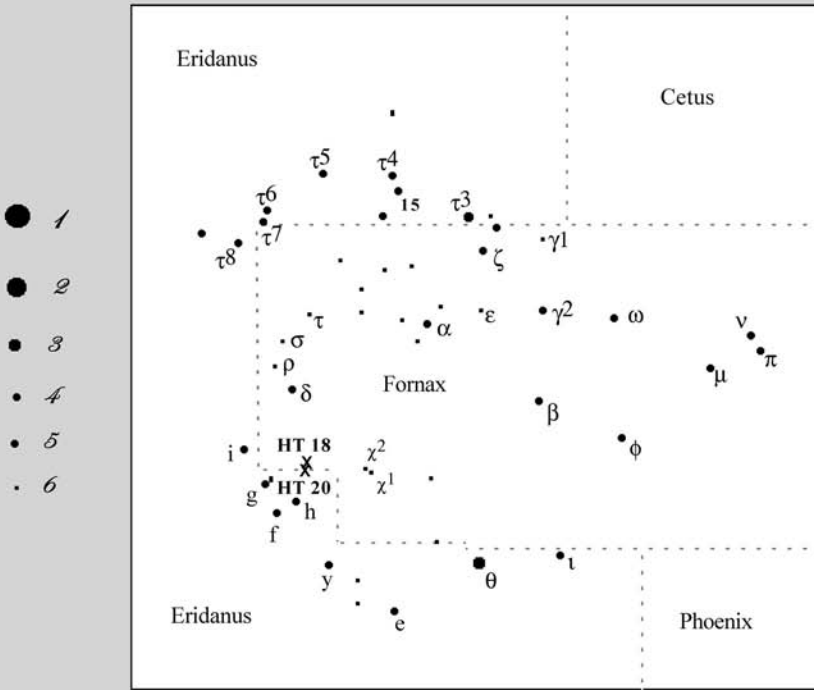 Eridanus
Cetus
τ5
τ4
τ6
15
τ3
τ7
γ1
τ8
ζ
1
2
3
4
5
6
τ
ε
γ2
ω
α
ν
σ
π
ρ
μ
Fornax
δ
β
φ
HT 18
i
χ²
X
X
χ¹
g
HT 20
h
f
ι
y
θ
Eridanus
e
Phoenix